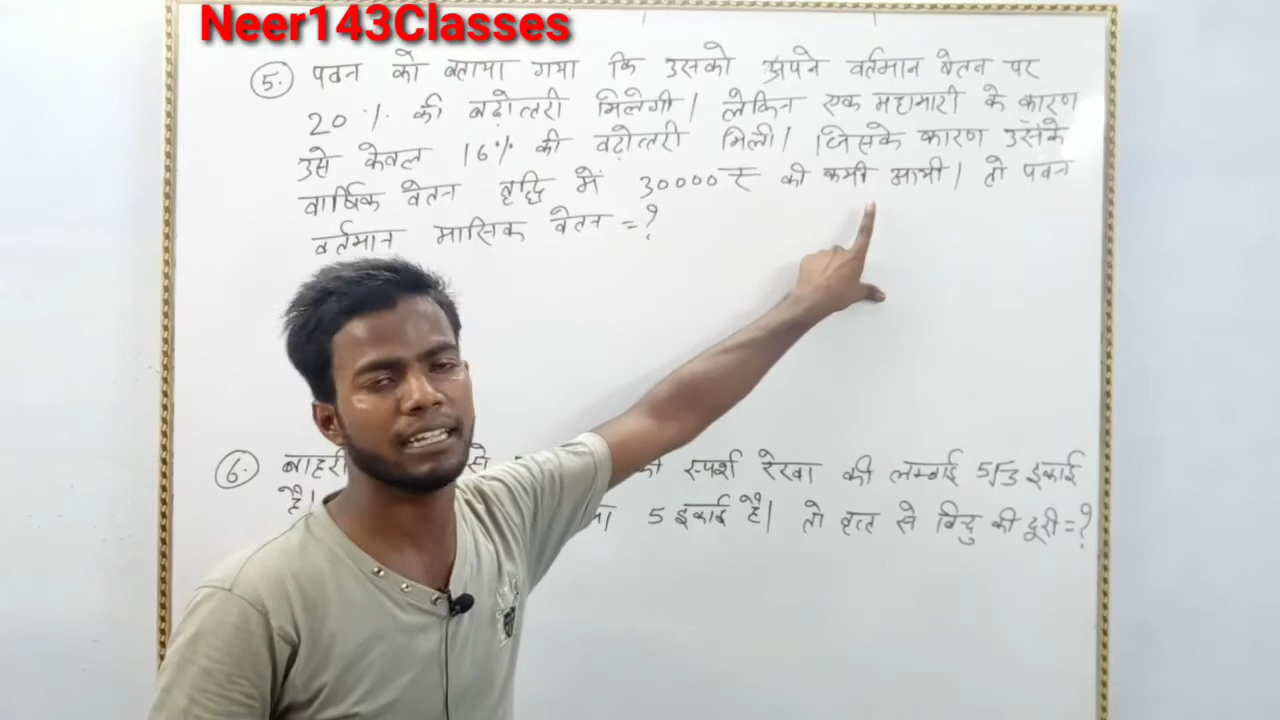 Neer143Classes
5. पवन को बताया गया कि उसको अपने वर्तमान वेतन पर
20% की बढ़ोत्तरी मिलेगी। लेकिन एक महामारी के कारण
उसे केवल 16% की बढ़ोत्तरी मिली। जिसके कारण उसके
वार्षिक वेतन वृद्धि में 30000₹ की कमी आयी। तो पवन
वर्तमान मासिक वेतन =?
6. बाहरी से की स्पर्श रेखा की लम्बाई 5√3 इकाई
है। 5 इकाई है। तो वृत्त से बिंदु की दूरी =?